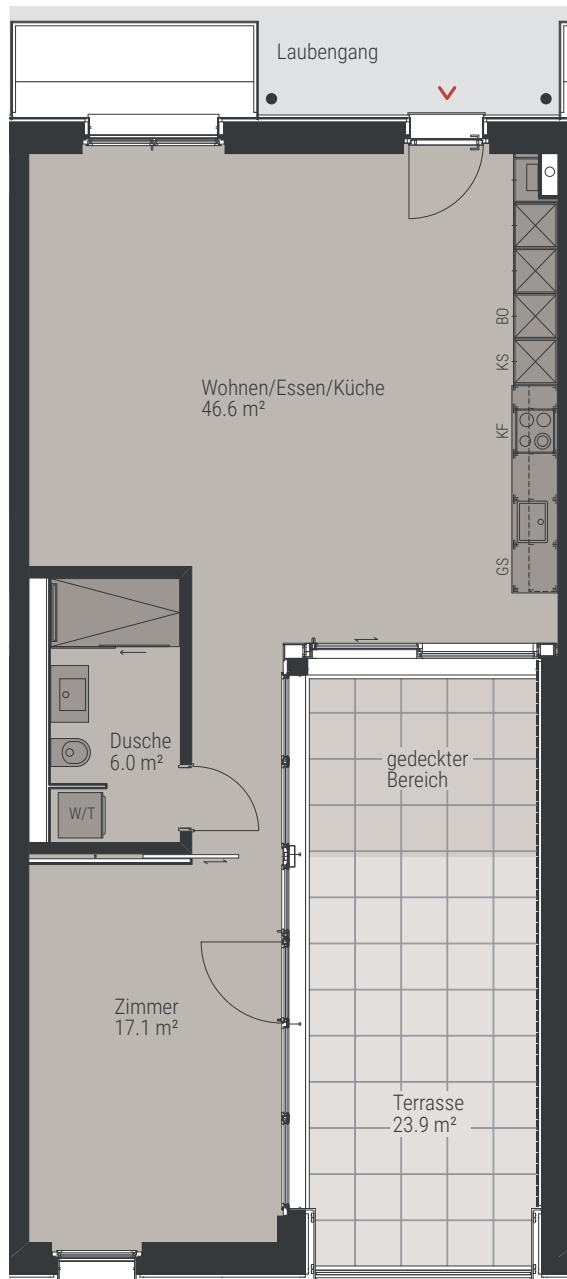 Laubengang
BO
KS
Wohnen/Essen/Küche
46.6 m²
KF
GS
Dusche
6.0 m²
gedeckter
Bereich
W/T
Zimmer
17.1 m²
Terrasse
23.9 m²